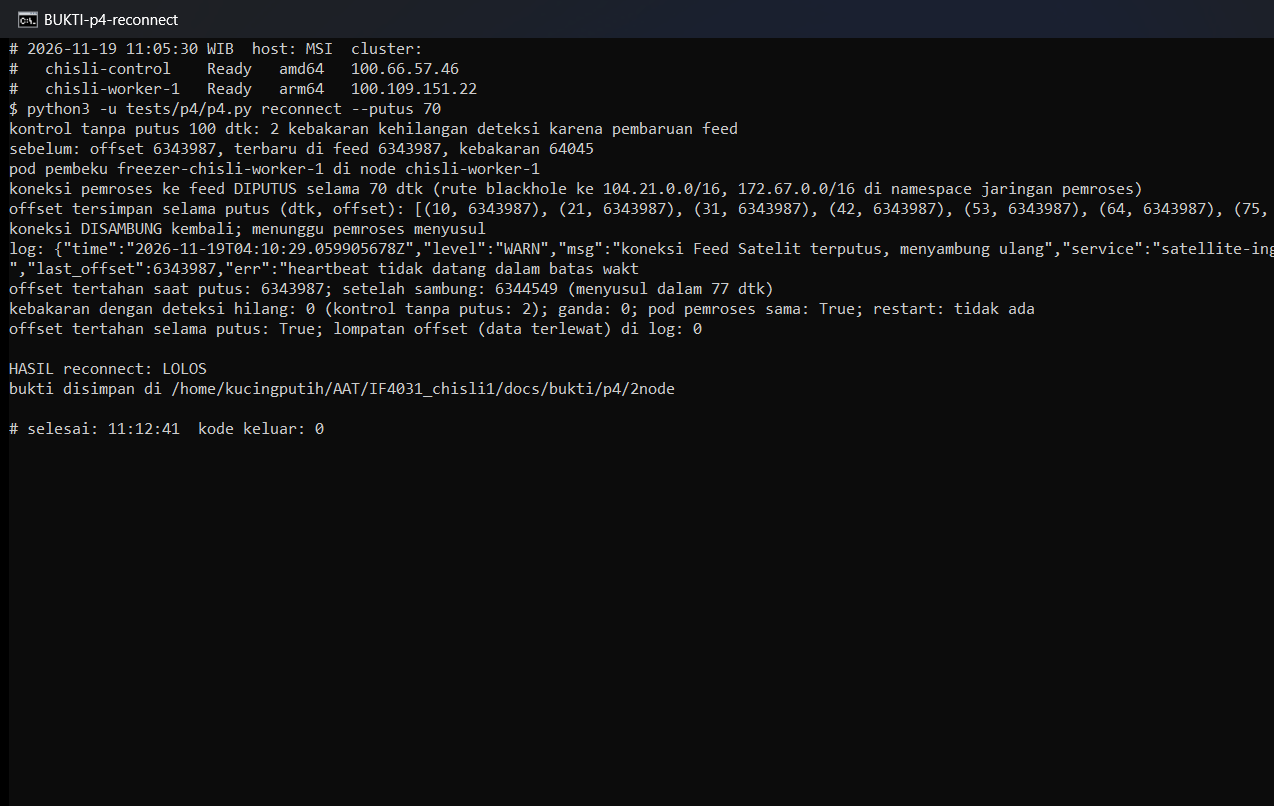 BUKTI-p4-reconnect
# 2026-11-19 11:05:30 WIB  host: MSI  cluster:
#   chisli-control    Ready   amd64   100.66.57.46
#   chisli-worker-1   Ready   arm64   100.109.151.22
$ python3 -u tests/p4/p4.py reconnect --putus 70
kontrol tanpa putus 100 dtk: 2 kebakaran kehilangan deteksi karena pembaruan feed
sebelum: offset 6343987, terbaru di feed 6343987, kebakaran 64045
pod pembeku freezer-chisli-worker-1 di node chisli-worker-1
koneksi pemroses ke feed DIPUTUS selama 70 dtk (rute blackhole ke 104.21.0.0/16, 172.67.0.0/16 di namespace jaringan pemroses)
offset tersimpan selama putus (dtk, offset): [(10, 6343987), (21, 6343987), (31, 6343987), (42, 6343987), (53, 6343987), (64, 6343987), (75,
koneksi DISAMBUNG kembali; menunggu pemroses menyusul
log: {"time":"2026-11-19T04:10:29.059905678Z","level":"WARN","msg":"koneksi Feed Satelit terputus, menyambung ulang","service":"satellite-ing
","last_offset":6343987,"err":"heartbeat tidak datang dalam batas wakt
offset tertahan saat putus: 6343987; setelah sambung: 6344549 (menyusul dalam 77 dtk)
kebakaran dengan deteksi hilang: 0 (kontrol tanpa putus: 2); ganda: 0; pod pemroses sama: True; restart: tidak ada
offset tertahan selama putus: True; lompatan offset (data terlewat) di log: 0
HASIL reconnect: LOLOS
bukti disimpan di /home/kucingputih/AAT/IF4031_chisli1/docs/bukti/p4/2node
# selesai: 11:12:41  kode keluar: 0